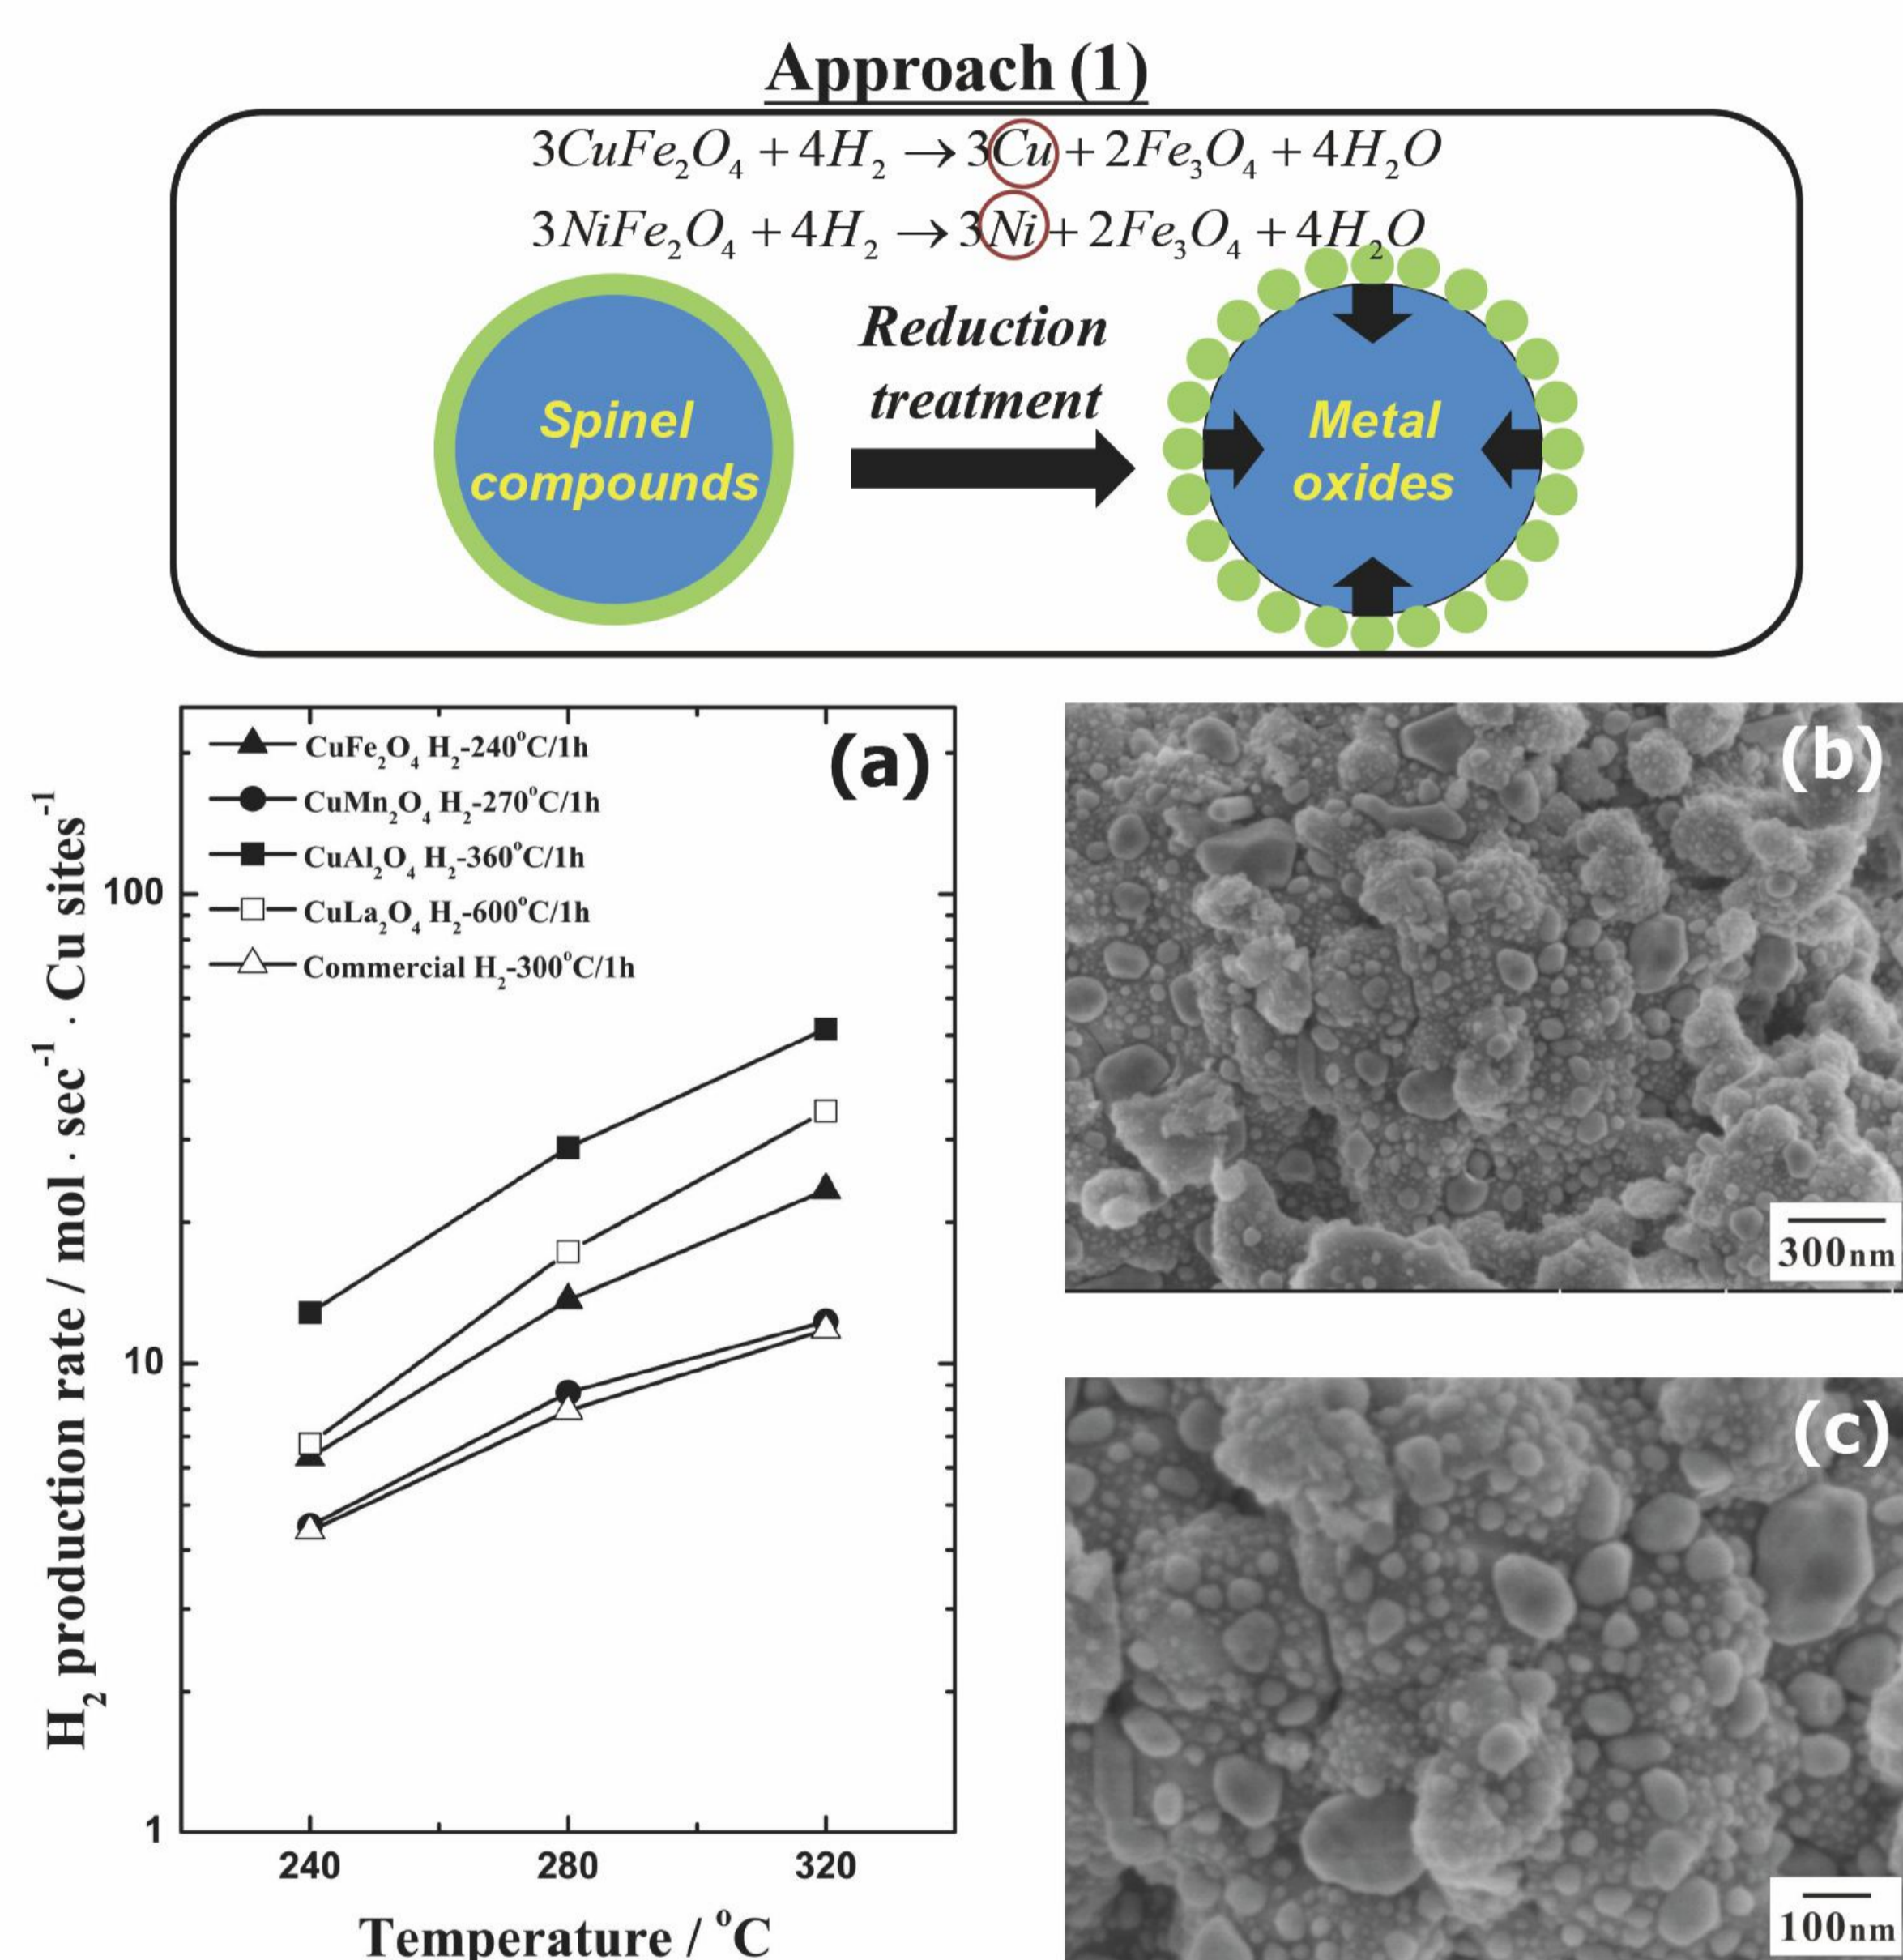 Approach (1)
3CuFe₂O₄ + 4H₂ → 3Cu + 2Fe₃O₄ + 4H₂O
3NiFe₂O₄ + 4H₂ → 3Ni + 2Fe₃O₄ + 4H₂O
Spinel
compounds
Reduction
treatment
Metal
oxides
(a)
CuFe₂O₄ H₂-240°C/1h
CuMn₂O₄ H₂-270°C/1h
CuAl₂O₄ H₂-360°C/1h
CuLa₂O₄ H₂-600°C/1h
Commercial H₂-300°C/1h
H₂ production rate / mol · sec⁻¹ · Cu sites⁻¹
100
10
1
240 280 320
Temperature / °C
(b)
300nm
(c)
100nm